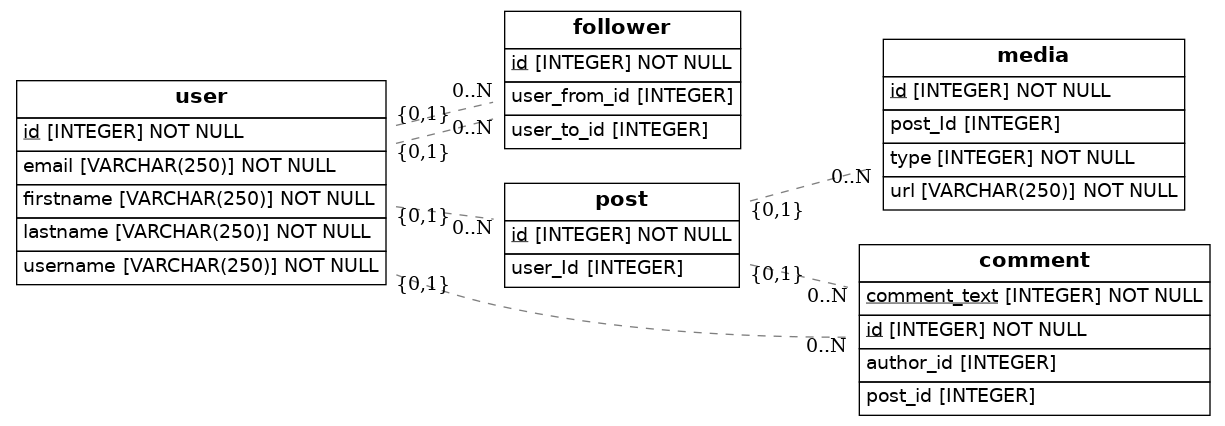 user
id [INTEGER] NOT NULL
email [VARCHAR(250)] NOT NULL
firstname [VARCHAR(250)] NOT NULL
lastname [VARCHAR(250)] NOT NULL
username [VARCHAR(250)] NOT NULL
follower
id [INTEGER] NOT NULL
user_from_id [INTEGER]
user_to_id [INTEGER]
post
id [INTEGER] NOT NULL
user_Id [INTEGER]
media
id [INTEGER] NOT NULL
post_Id [INTEGER]
type [INTEGER] NOT NULL
url [VARCHAR(250)] NOT NULL
comment
comment_text [INTEGER] NOT NULL
id [INTEGER] NOT NULL
author_id [INTEGER]
post_id [INTEGER]
0..N
{0,1}
0..N
{0,1}
{0,1}
0..N
{0,1}
0..N
0..N
{0,1}
{0,1}
0..N